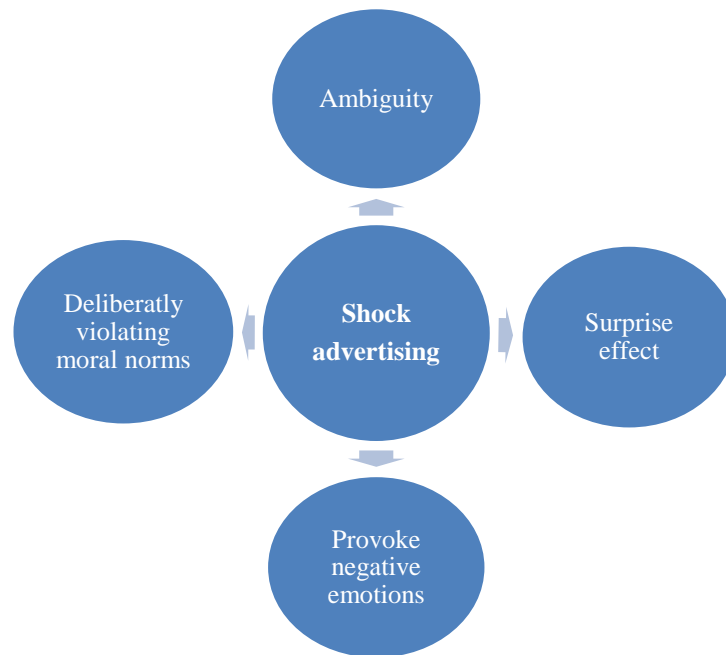 Ambiguity
Deliberatly
violating
moral norms
Shock
advertising
Surprise
effect
Provoke
negative
emotions